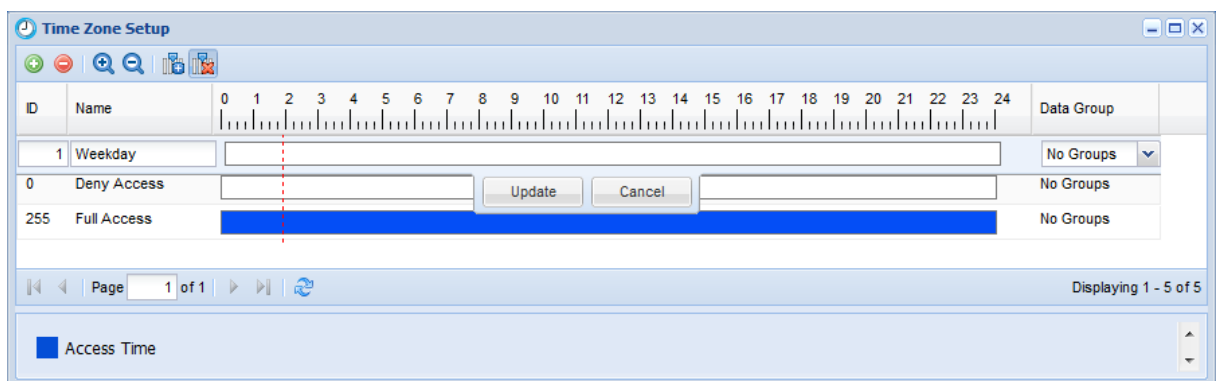 Time Zone Setup
ID Name 0 1 2 3 4 5 6 7 8 9 10 11 12 13 14 15 16 17 18 19 20 21 22 23 24 Data Group
1 Weekday No Groups
0 Deny Access No Groups
Update Cancel
255 Full Access No Groups
Page 1 of 1 Displaying 1 - 5 of 5
Access Time